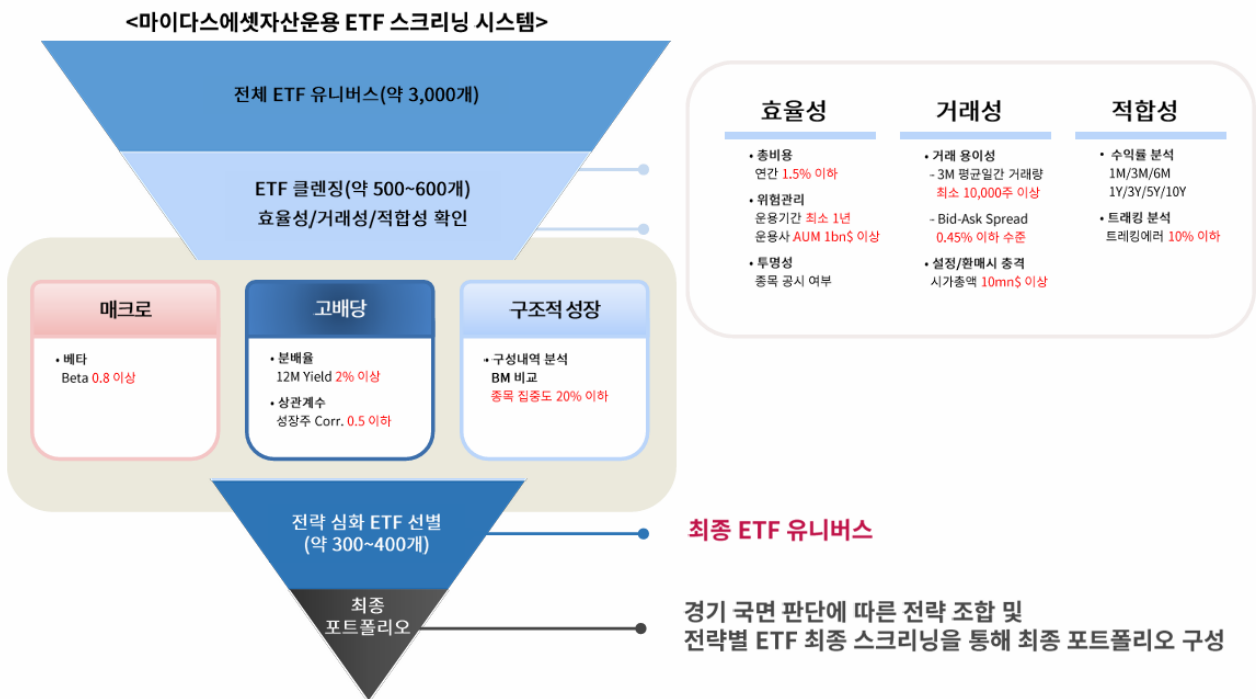 <마이다스에셋자산운용 ETF 스크리닝 시스템>
전체 ETF 유니버스(약 3,000개)
ETF 클렌징(약 500~600개)
효율성/거래성/적합성 확인
효율성
• 총비용
연간 1.5% 이하
• 위험관리
운용기간 최소 1년
운용사 AUM 1bn$ 이상
• 투명성
종목 공시 여부
거래성
• 거래 용이성
- 3M 평균일간 거래량
최소 10,000주 이상
- Bid-Ask Spread
0.45% 이하 수준
• 설정/환매시 충격
시가총액 10mn$ 이상
적합성
• 수익률 분석
1M/3M/6M
1Y/3Y/5Y/10Y
• 트래킹 분석
트레킹에러 10% 이하
매크로
• 베타
Beta 0.8 이상
고배당
• 분배율
12M Yield 2% 이상
• 상관계수
성장주 Corr. 0.5 이하
구조적 성장
• 구성내역 분석
BM 비교
종목 집중도 20% 이하
전략 심화 ETF 선별
(약 300~400개)
최종 ETF 유니버스
최종
포트폴리오
경기 국면 판단에 따른 전략 조합 및
전략별 ETF 최종 스크리닝을 통해 최종 포트폴리오 구성